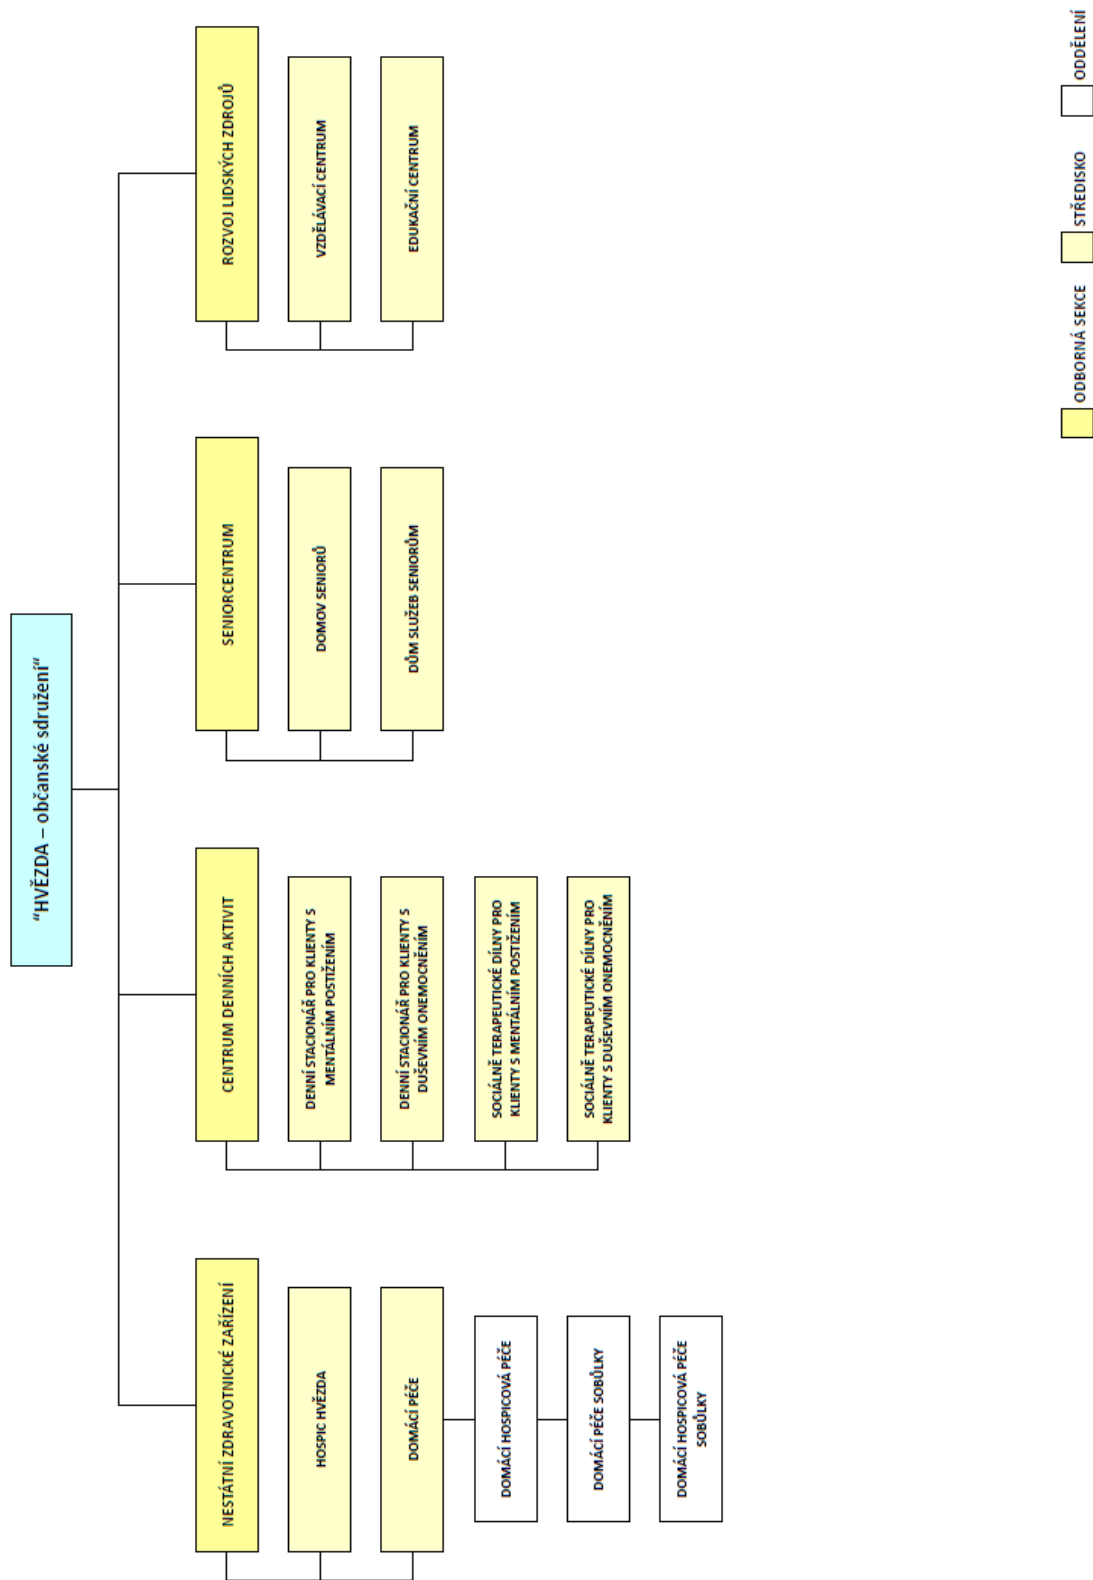 "HVĚZDA – občanské sdružení"
NESTÁTNÍ ZDRAVOTNICKÉ ZAŘÍZENÍ
HOSPIC HVĚZDA
DOMÁCÍ PÉČE
DOMÁCÍ HOSPICOVÁ PÉČE
DOMÁCÍ PÉČE SOBŮLKY
DOMÁCÍ HOSPICOVÁ PÉČE
SOBŮLKY
CENTRUM DENNÍCH AKTIVIT
DENNÍ STACIONÁŘ PRO KLIENTY S
MENTÁLNÍM POSTIŽENÍM
DENNÍ STACIONÁŘ PRO KLIENTY S
DUŠEVNÍM ONEMOCNĚNÍM
SOCIÁLNĚ TERAPEUTICKÉ DÍLNY PRO
KLIENTY S MENTÁLNÍM POSTIŽENÍM
SOCIÁLNĚ TERAPEUTICKÉ DÍLNY PRO
KLIENTY S DUŠEVNÍM ONEMOCNĚNÍM
SENIORCENTRUM
DOMOV SENIORŮ
DŮM SLUŽEB SENIORŮM
ROZVOJ LIDSKÝCH ZDROJŮ
VZDĚLÁVACÍ CENTRUM
EDUKAČNÍ CENTRUM
ODBORNÁ SEKCE
STŘEDISKO
ODDĚLENÍ